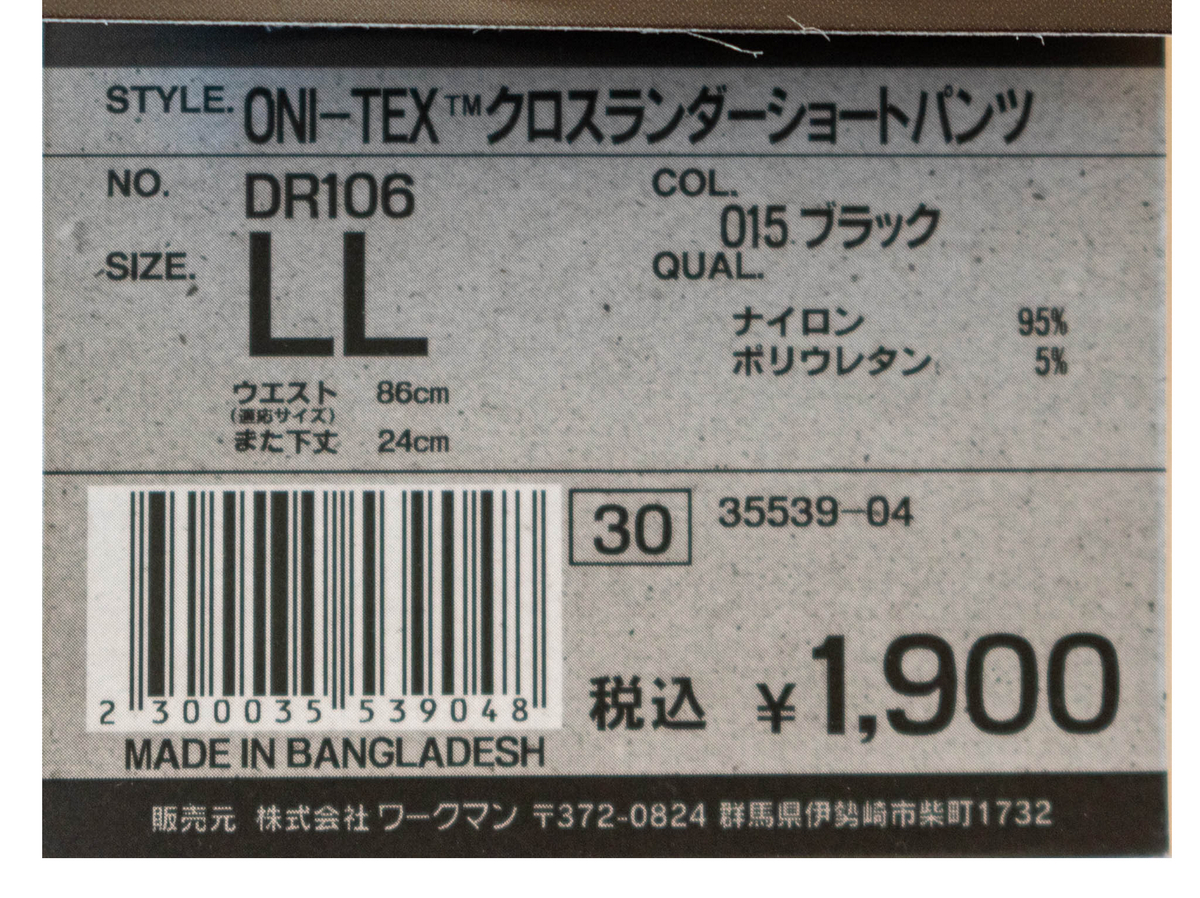 STYLE. ONI-TEX™クロスランダーショートパンツ
NO. DR106
COL. 015 ブラック
SIZE. LL
QUAL.
ナイロン 95%
ポリウレタン 5%
ウエスト 86cm
(適応サイズ)
また下丈 24cm
30 35539-04
2 300035 539048
税込 ¥1,900
MADE IN BANGLADESH
販売元 株式会社 ワークマン 〒372-0824 群馬県伊勢崎市柴町1732